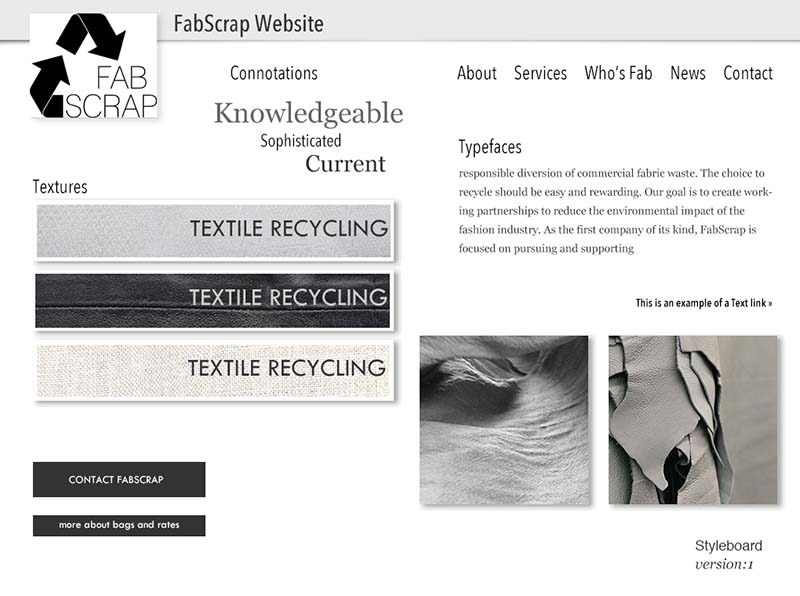 FabScrap Website
FAB
SCRAP
Connotations
Knowledgeable
Sophisticated
Current
About Services Who's Fab News Contact
Typefaces
responsible diversion of commercial fabric waste. The choice to
recycle should be easy and rewarding. Our goal is to create work-
ing partnerships to reduce the environmental impact of the
fashion industry. As the first company of its kind, FabScrap is
focused on pursuing and supporting
This is an example of a Text link »
Textures
TEXTILE RECYCLING
TEXTILE RECYCLING
TEXTILE RECYCLING
CONTACT FABSCRAP
more about bags and rates
Styleboard
version:1